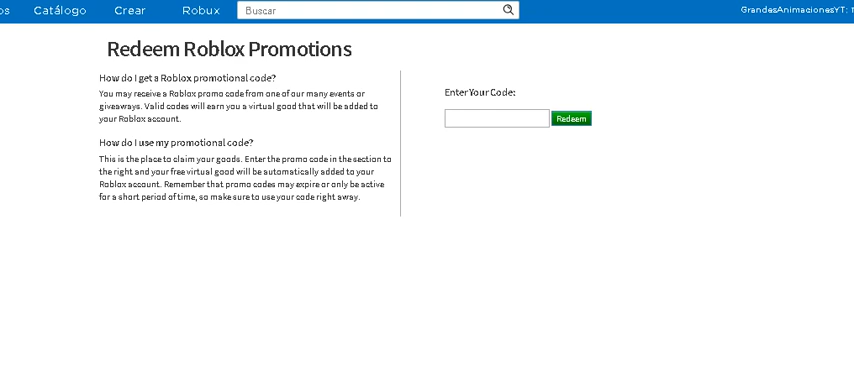 os Catálogo Crear Robux Buscar GrandesAnimacionesYT: 1
Redeem Roblox Promotions
How do I get a Roblox promotional code?
You may receive a Roblox promo code from one of our many events or
giveaways. Valid codes will earn you a virtual good that will be added to
your Roblox account.
How do I use my promotional code?
This is the place to claim your goods. Enter the promo code in the section to
the right and your free virtual good will be automatically added to your
Roblox account. Remember that promo codes may expire or only be active
for a short period of time, so make sure to use your code right away.
Enter Your Code:
Redeem